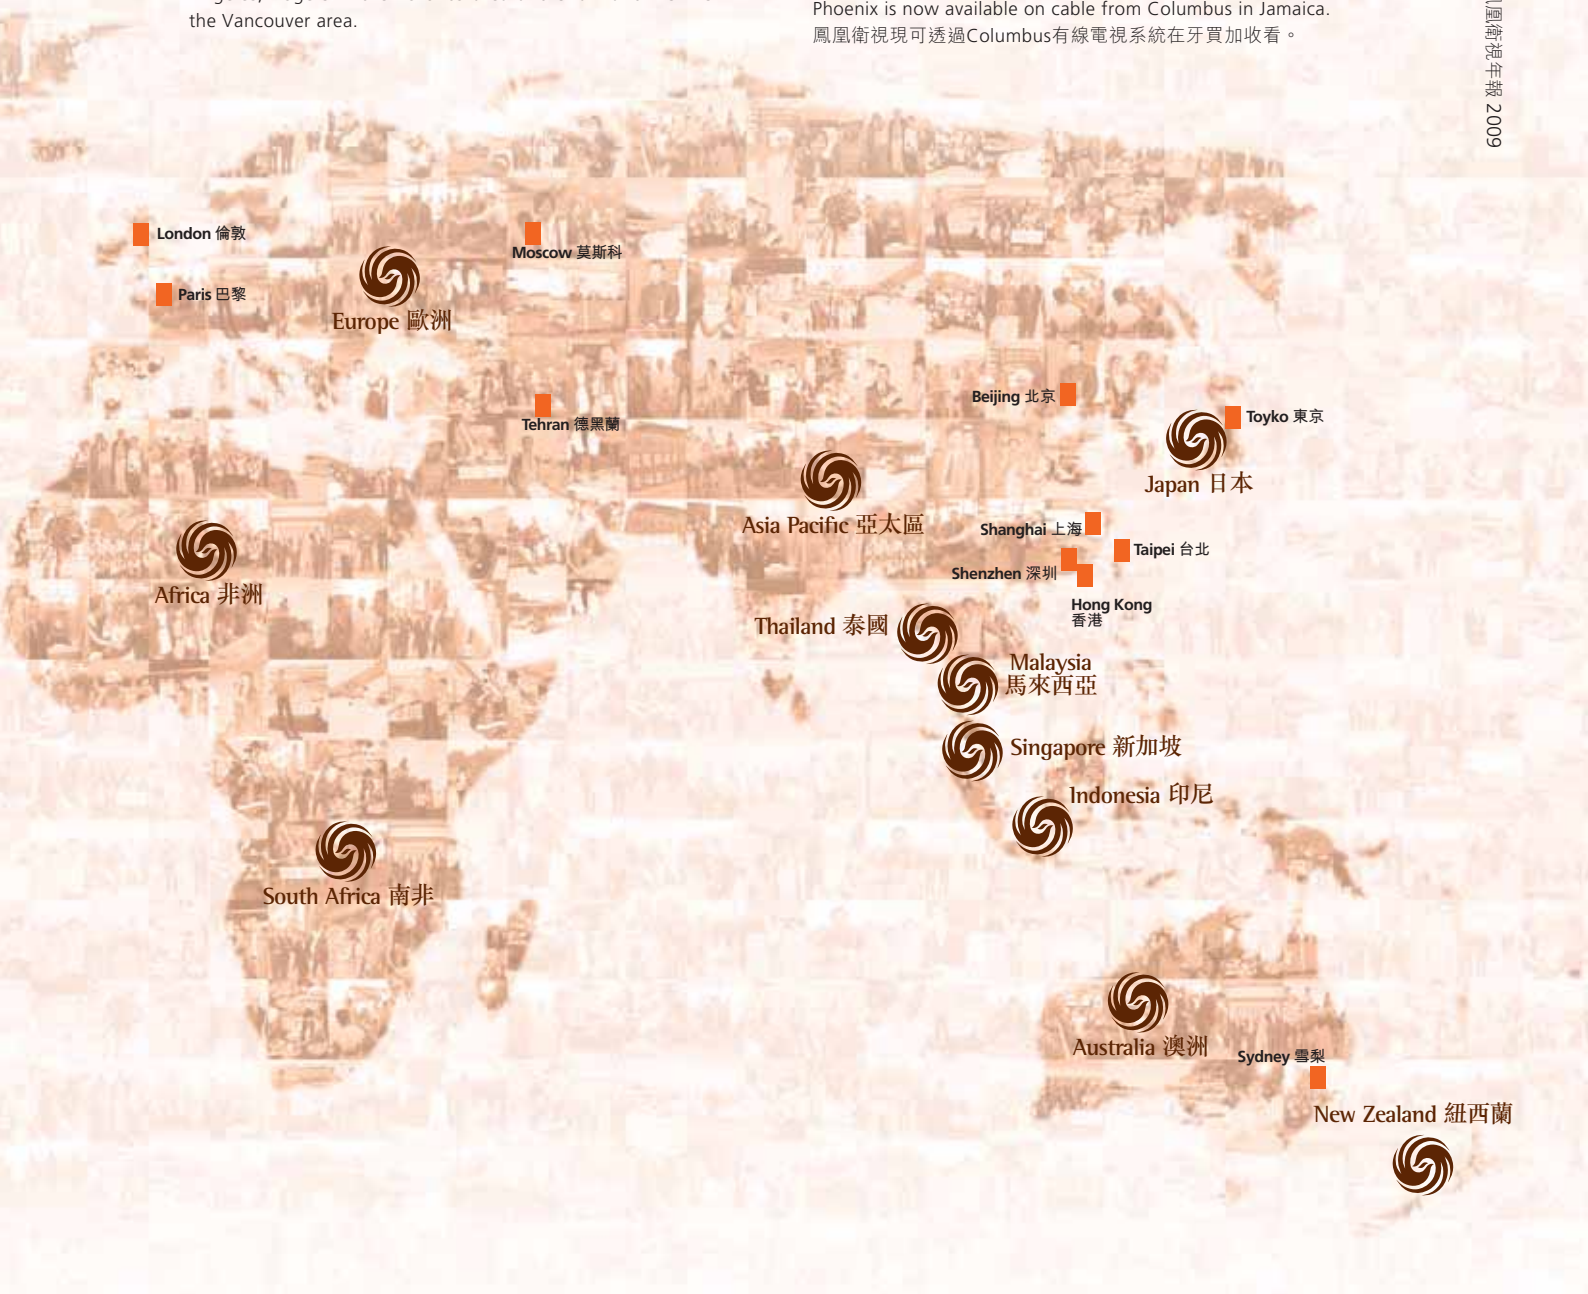 the Vancouver area.
Phoenix is now available on cable from Columbus in Jamaica.
鳳凰衛視現可透過Columbus有線電視系統在牙買加收看。
凰衛視年報 2009
London 倫敦
Moscow 莫斯科
Paris 巴黎
Europe 歐洲
Tehran 德黑蘭
Beijing 北京
Toyko 東京
Japan 日本
Asia Pacific 亞太區
Shanghai 上海
Taipei 台北
Shenzhen 深圳
Hong Kong
香港
Africa 非洲
Thailand 泰國
Malaysia
馬來西亞
Singapore 新加坡
Indonesia 印尼
South Africa 南非
Australia 澳洲
Sydney 雪梨
New Zealand 紐西蘭